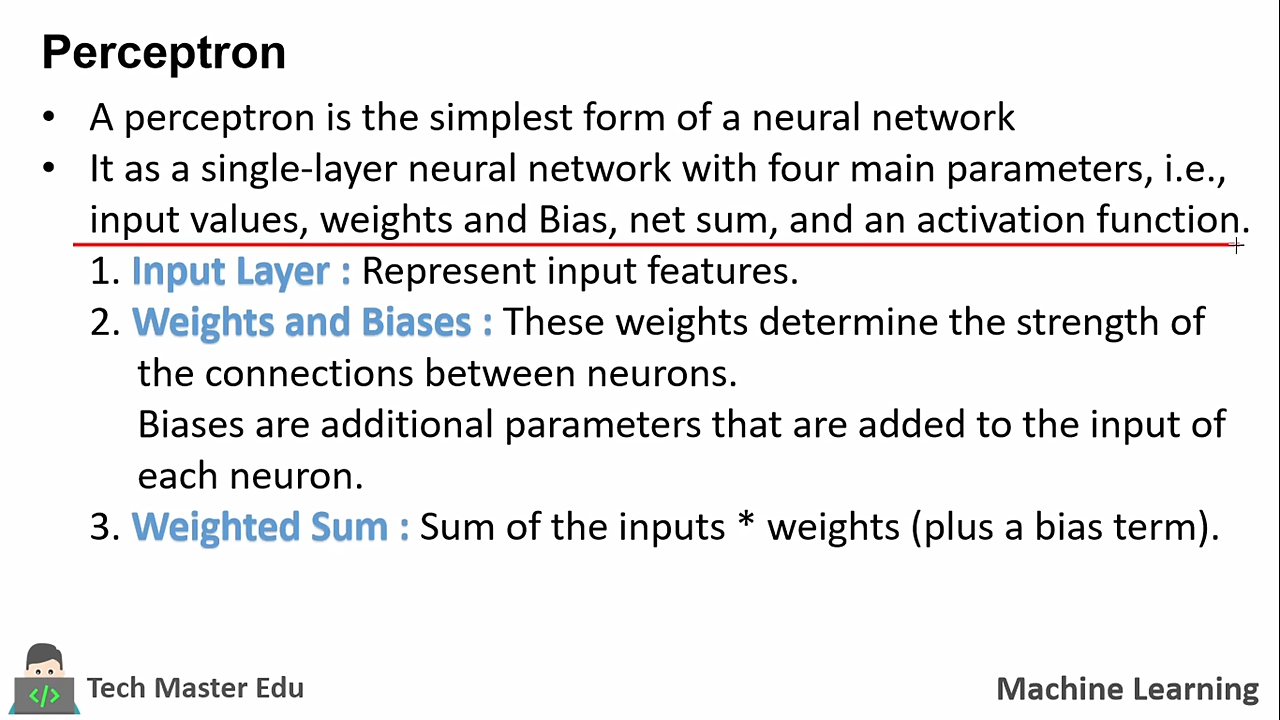 Perceptron
• A perceptron is the simplest form of a neural network
• It as a single-layer neural network with four main parameters, i.e.,
input values, weights and Bias, net sum, and an activation function.
1. Input Layer : Represent input features.
2. Weights and Biases : These weights determine the strength of
the connections between neurons.
Biases are additional parameters that are added to the input of
each neuron.
3. Weighted Sum : Sum of the inputs * weights (plus a bias term).
</>
Tech Master Edu
Machine Learning